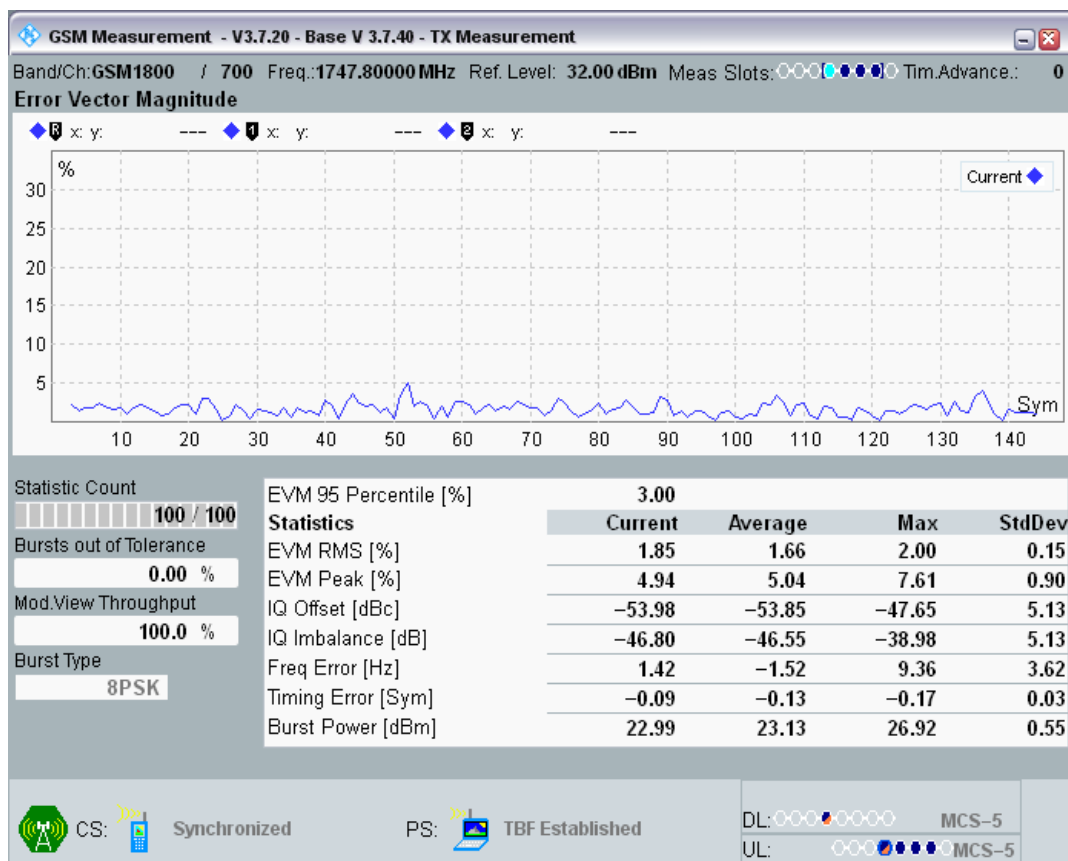 GSM Measurement - V3.7.20 - Base V 3.7.40 - TX Measurement
Band/Ch:GSM1800 / 700 Freq.:1747.80000 MHz Ref. Level: 32.00 dBm Meas Slots: Tim.Advance.: 0
Error Vector Magnitude
R x: y: --- 1 x: y: --- 2 x: y: ---
%
Current
30
25
20
15
10
5
Sym
10 20 30 40 50 60 70 80 90 100 110 120 130 140
Statistic Count
100 / 100
Bursts out of Tolerance
0.00 %
Mod.View Throughput
100.0 %
Burst Type
8PSK
EVM 95 Percentile [%] 3.00
Statistics Current Average Max StdDev
EVM RMS [%] 1.85 1.66 2.00 0.15
EVM Peak [%] 4.94 5.04 7.61 0.90
IQ Offset [dBc] −53.98 −53.85 −47.65 5.13
IQ Imbalance [dB] −46.80 −46.55 −38.98 5.13
Freq Error [Hz] 1.42 −1.52 9.36 3.62
Timing Error [Sym] −0.09 −0.13 −0.17 0.03
Burst Power [dBm] 22.99 23.13 26.92 0.55
CS: Synchronized PS: TBF Established
DL: MCS−5
UL: MCS−5